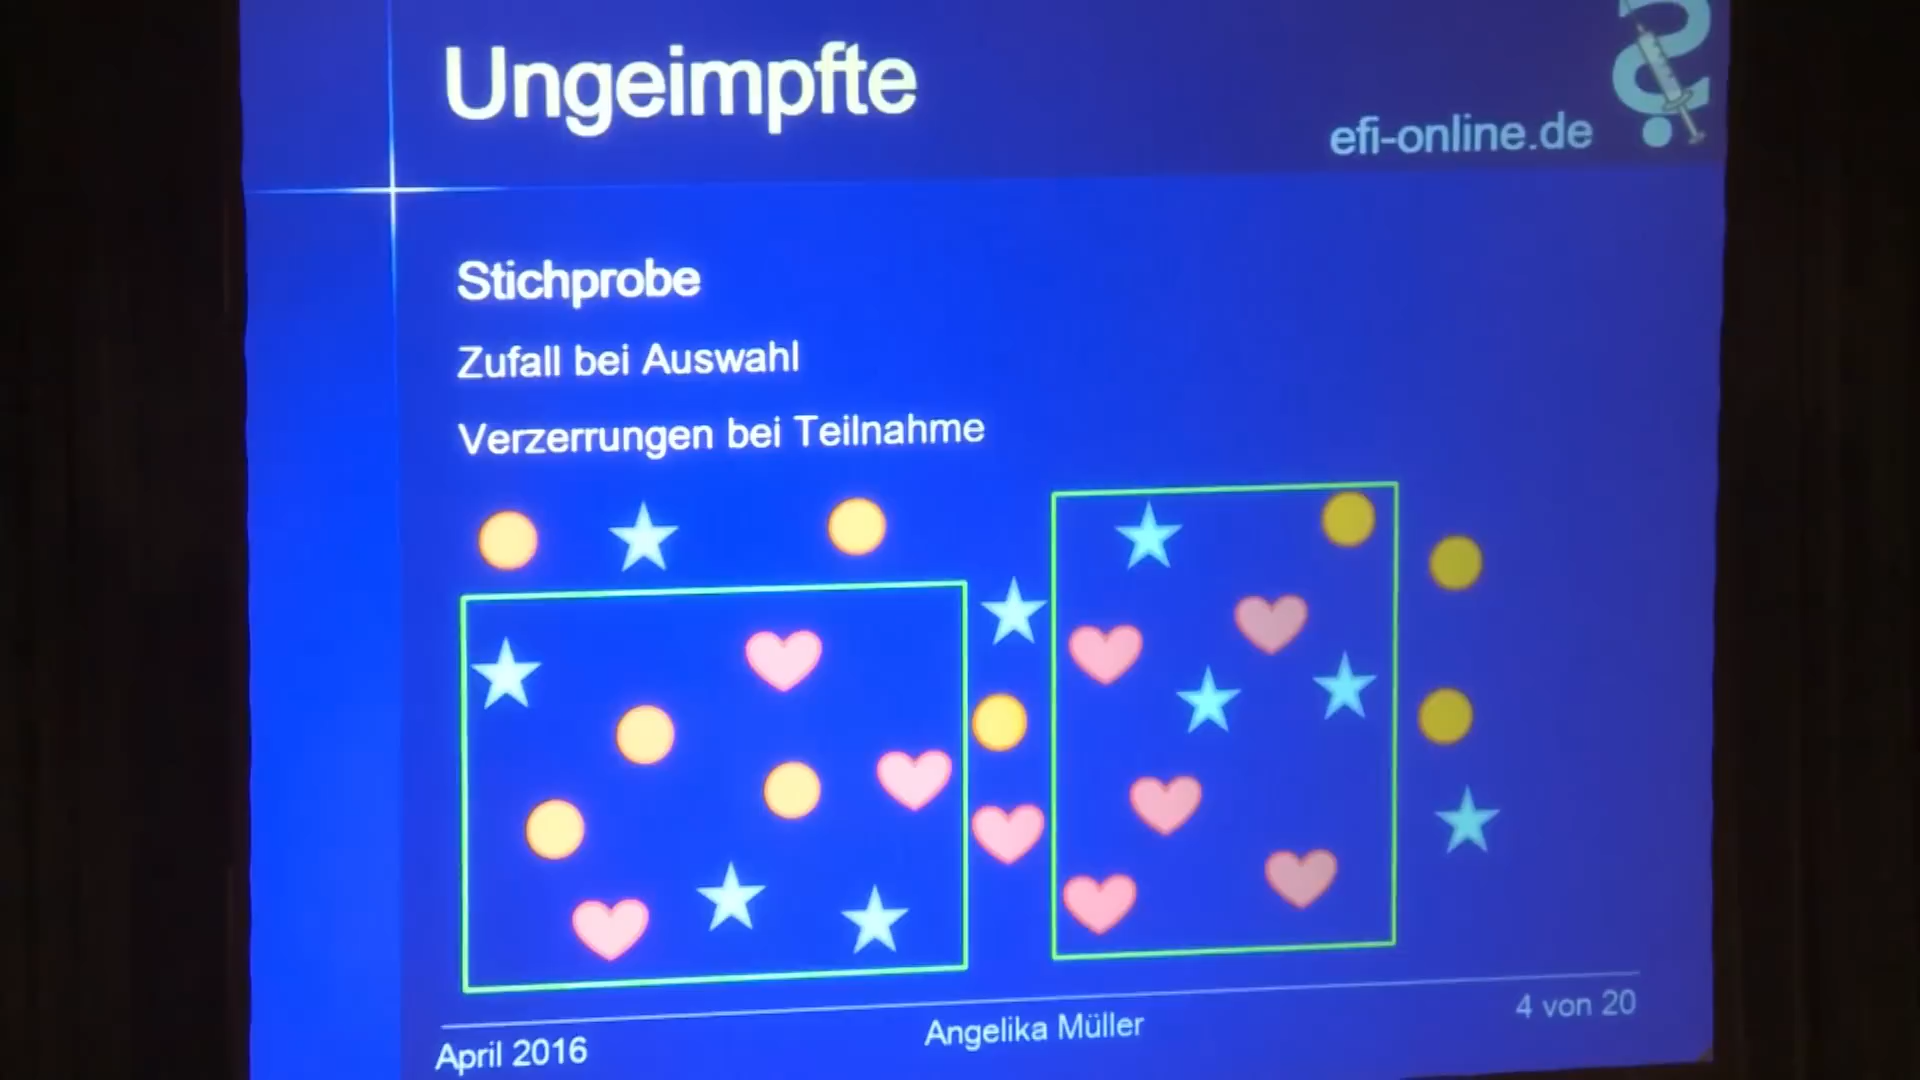 Ungeimpfte
efi-online.de
Stichprobe
Zufall bei Auswahl
Verzerrungen bei Teilnahme
April 2016
Angelika Müller
4 von 20